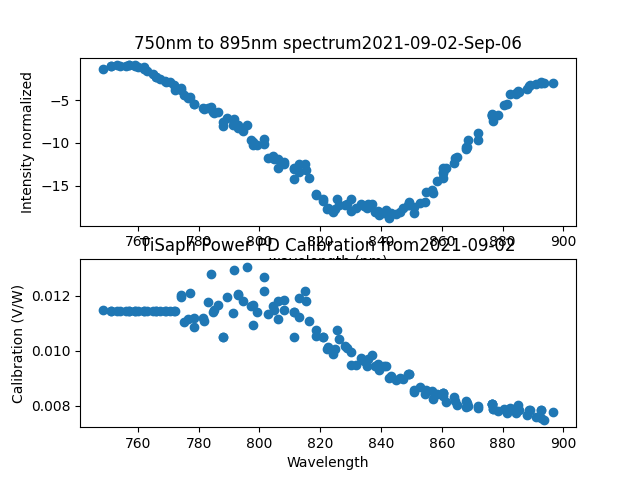 750nm to 895nm spectrum2021-09-02-Sep-06
Intensity normalized
−5
−10
−15
760 780 800 820 840 860 880 900
wavelength (nm)
TiSaph Power PD Calibration from2021-09-02
Calibration (V/W)
0.012
0.010
0.008
760 780 800 820 840 860 880 900
Wavelength